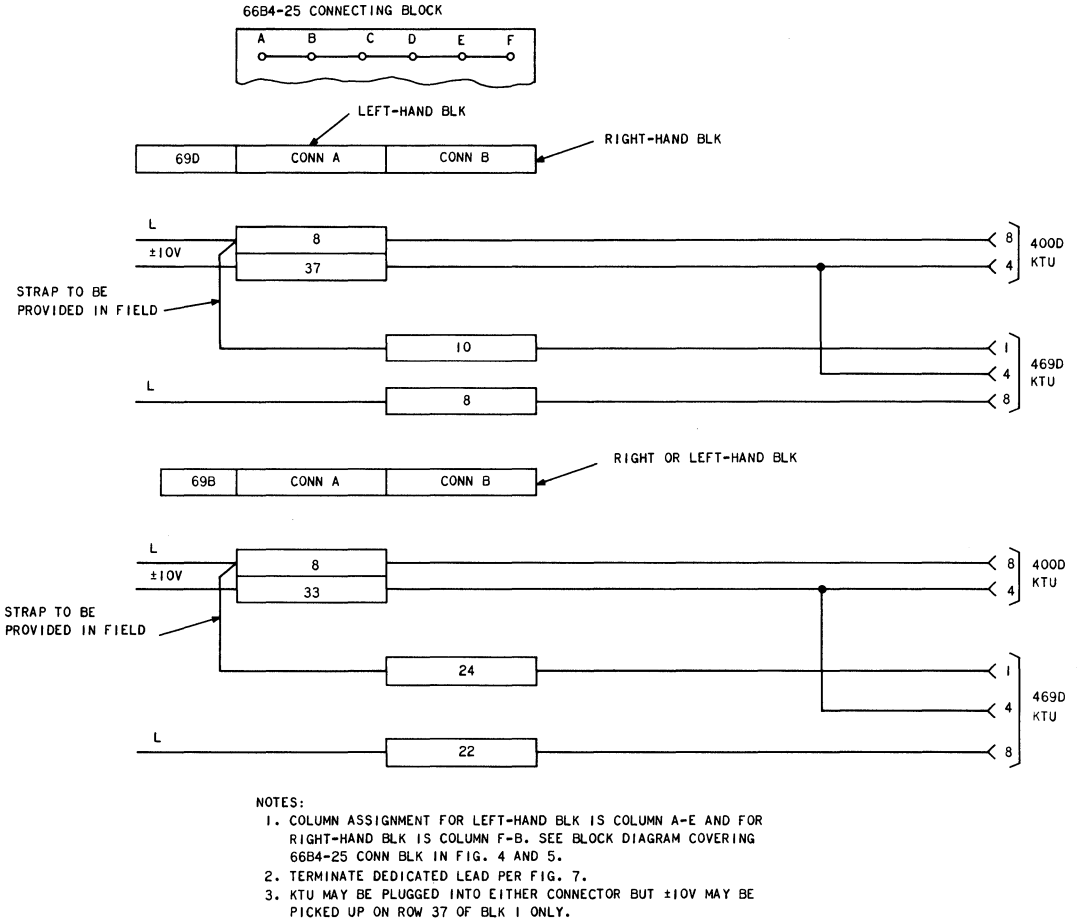 66B4-25 CONNECTING BLOCK
A B C D E F
LEFT-HAND BLK
RIGHT-HAND BLK
69D CONN A CONN B
L
8
8
400D
KTU
±10V
37
4
STRAP TO BE
PROVIDED IN FIELD
10
1
469D
KTU
4
L
8
8
RIGHT OR LEFT-HAND BLK
69B CONN A CONN B
L
8
8
400D
KTU
±10V
33
4
STRAP TO BE
PROVIDED IN FIELD
24
1
469D
KTU
4
L
22
8
NOTES:
1. COLUMN ASSIGNMENT FOR LEFT-HAND BLK IS COLUMN A-E AND FOR
RIGHT-HAND BLK IS COLUMN F-B. SEE BLOCK DIAGRAM COVERING
66B4-25 CONN BLK IN FIG. 4 AND 5.
2. TERMINATE DEDICATED LEAD PER FIG. 7.
3. KTU MAY BE PLUGGED INTO EITHER CONNECTOR BUT ±10V MAY BE
PICKED UP ON ROW 37 OF BLK 1 ONLY.